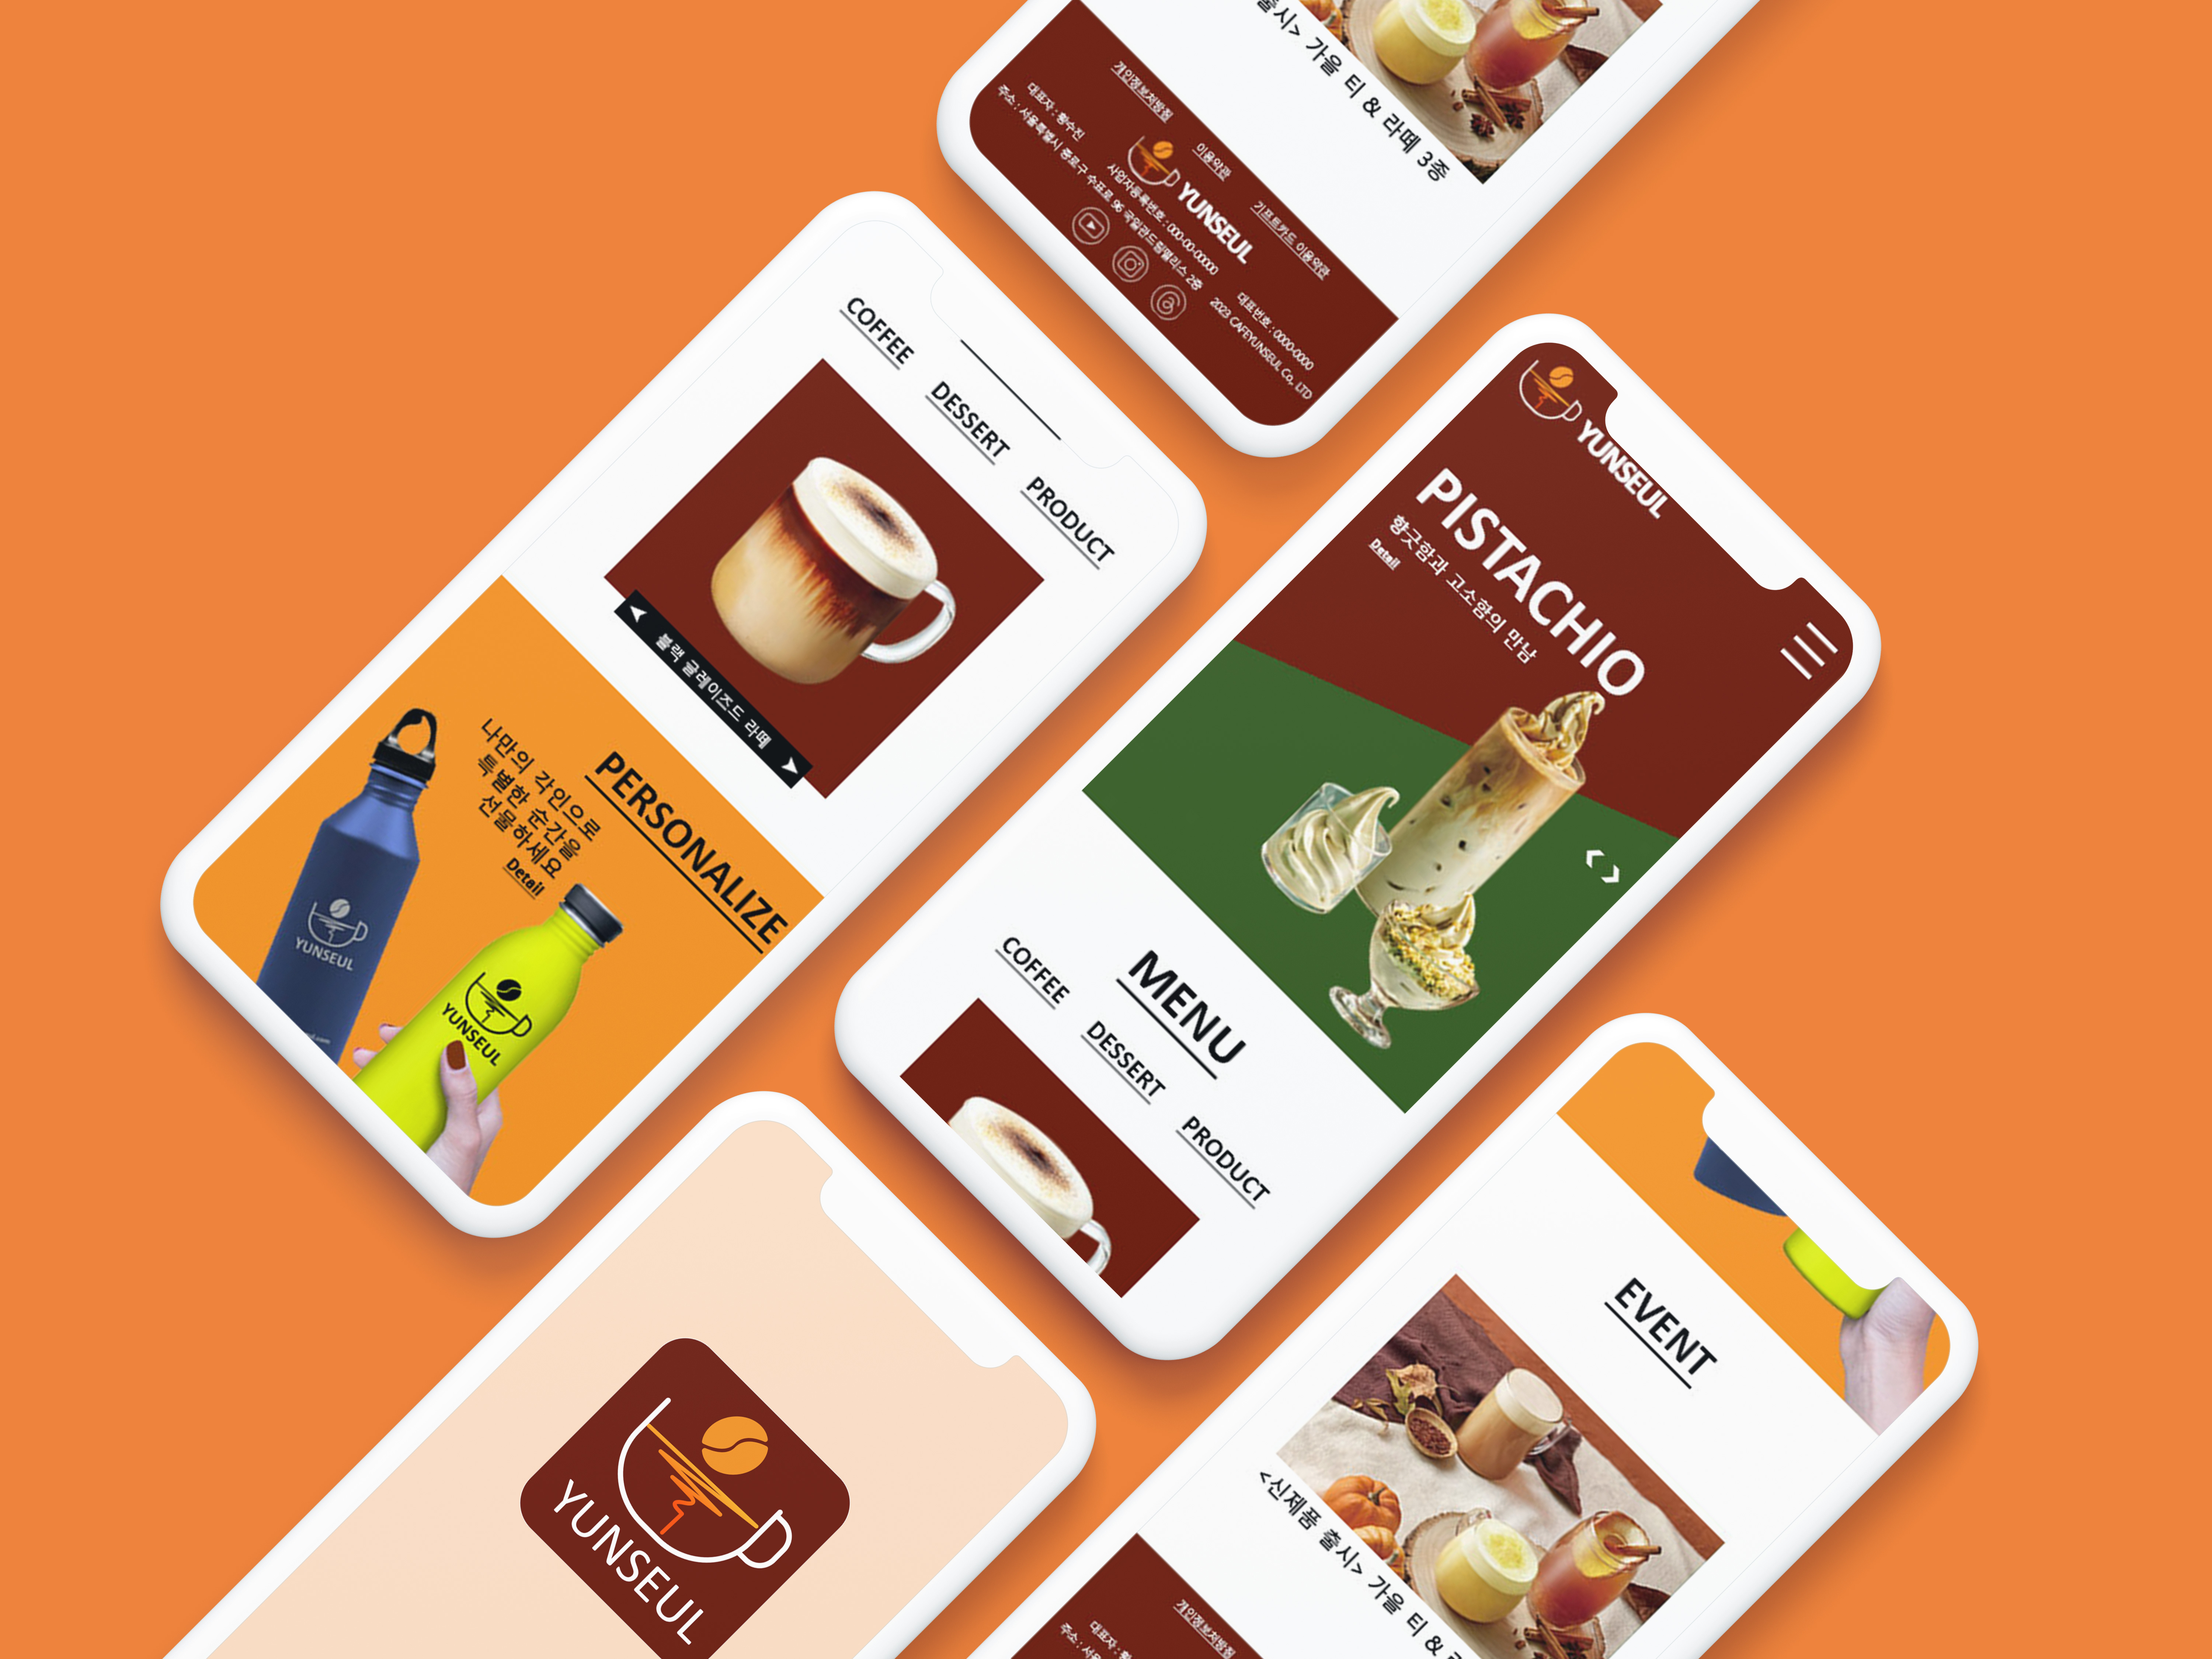 출시> 가을 티 & 라떼 3종
개인정보처방침
이용약관
기프트카드 이용약관
YUNSEUL
대표자 : 황수진
사업자등록번호 : 000-00-00000
대표번호 : 0000-0000
주소 : 서울특별시 종로구 수표로 96 국일관드림팰리스 2층
2023 CAFEYUNSEUL Co,. LTD
COFFEE
DESSERT
PRODUCT
블랙 글레이즈드 라떼
PERSONALIZE
나만의 각인으로
특별한 순간을
선물하세요
Detail
YUNSEUL
YUNSEUL
YUNSEUL
PISTACHIO
향긋함과 고소함의 만남
Detail
MENU
COFFEE
DESSERT
PRODUCT
YUNSEUL
EVENT
<신제품 출시> 가을 티 &
개인정보처방침
대표자 :
주소 :